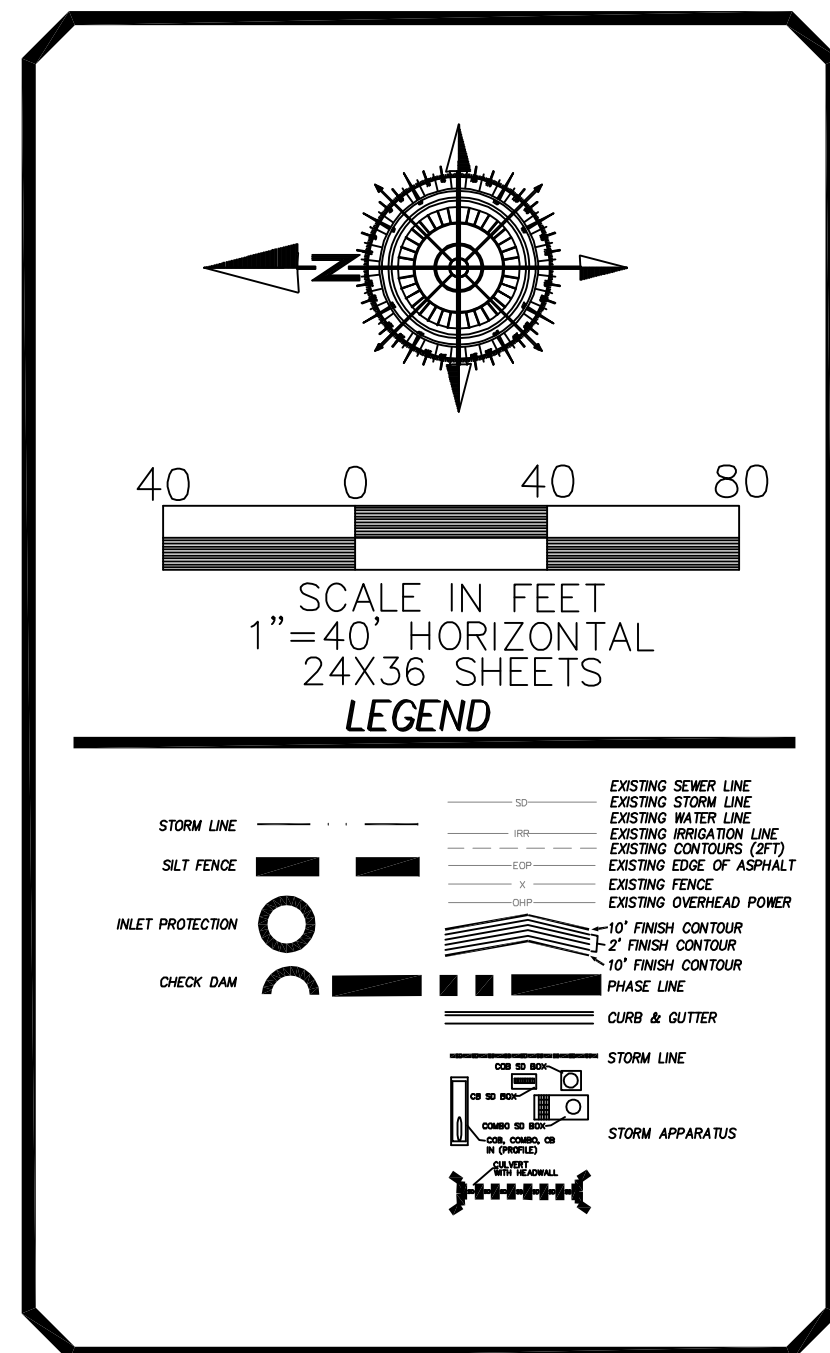 N
40 0 40 80
SCALE IN FEET
1"=40' HORIZONTAL
24X36 SHEETS
LEGEND
STORM LINE
SILT FENCE
INLET PROTECTION
CHECK DAM
EXISTING SEWER LINE
SD EXISTING STORM LINE
EXISTING WATER LINE
IRR EXISTING IRRIGATION LINE
EXISTING CONTOURS (2FT)
EOP EXISTING EDGE OF ASPHALT
X EXISTING FENCE
OHP EXISTING OVERHEAD POWER
10' FINISH CONTOUR
2' FINISH CONTOUR
10' FINISH CONTOUR
PHASE LINE
CURB & GUTTER
STORM LINE
COB SD BOX
CB SD BOX
COMBO SD BOX
STORM APPARATUS
COB, COMBO, CB
IN (PROFILE)
CULVERT
WITH HEADWALL